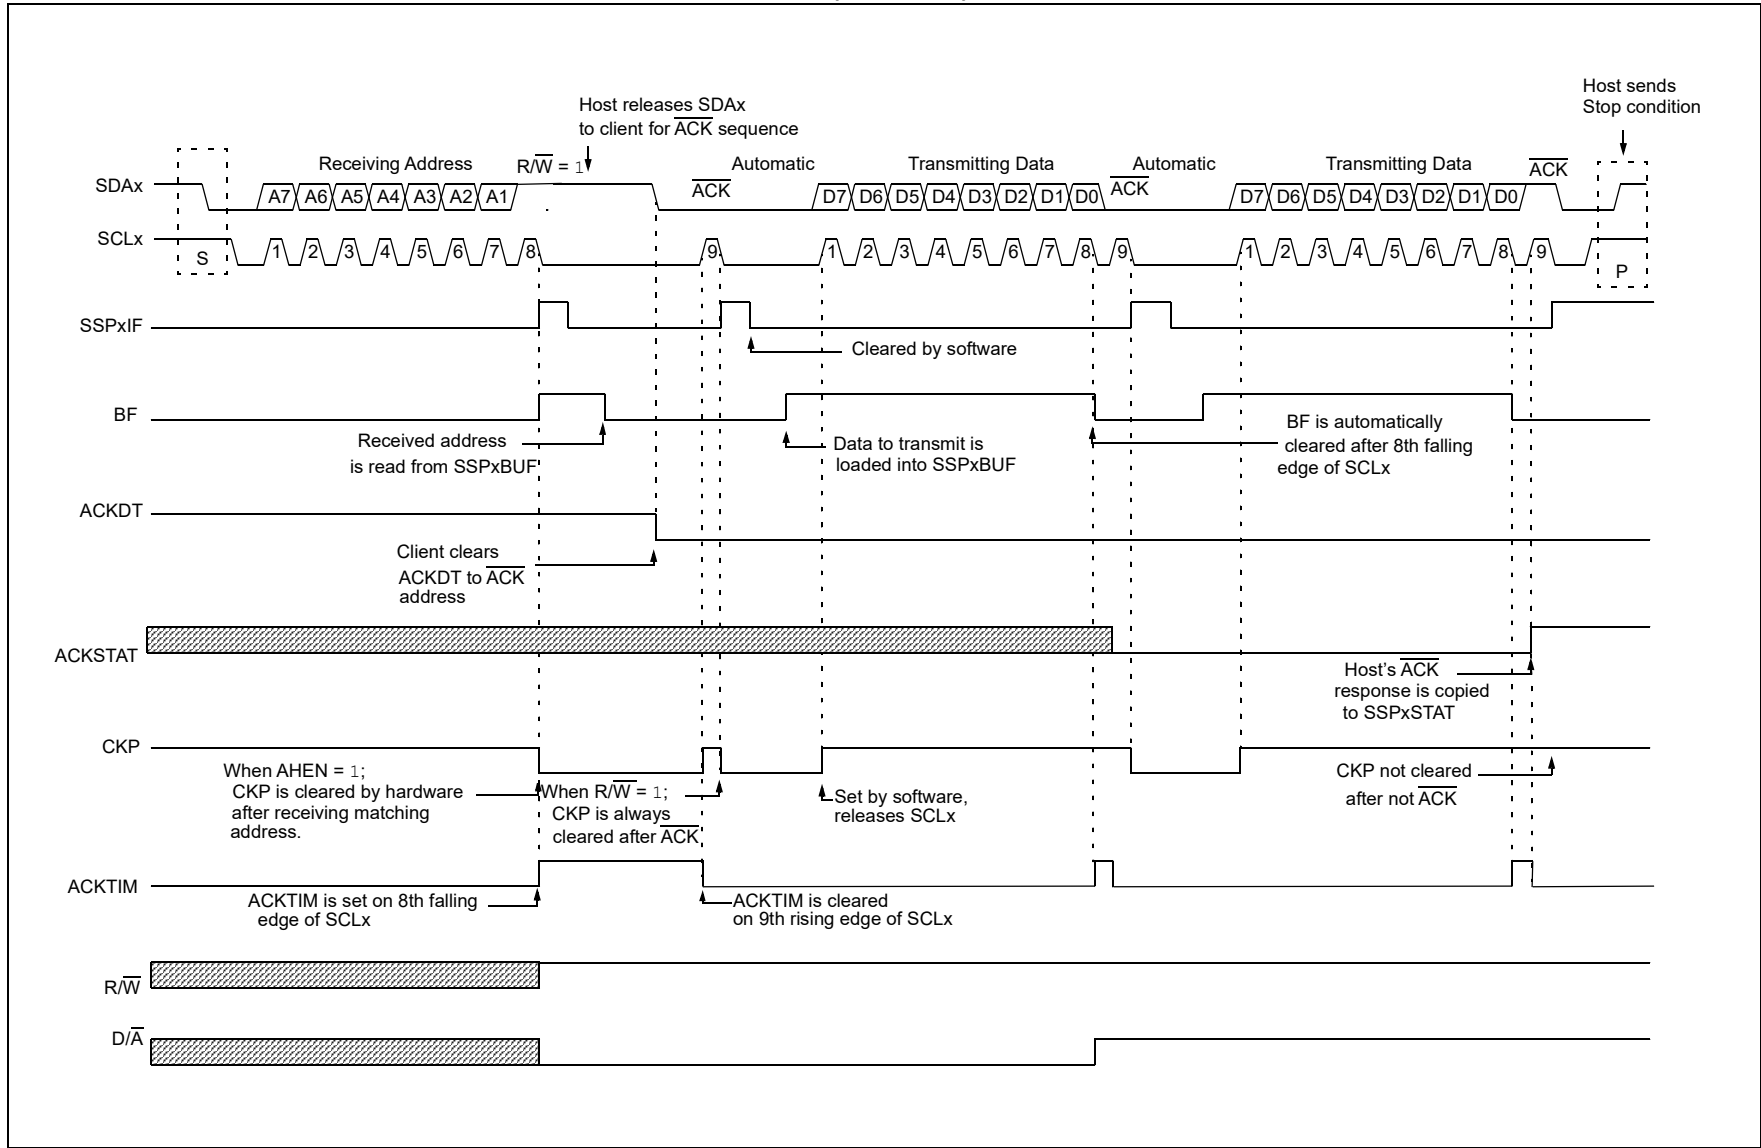 Host sends
Stop condition
Host releases SDAx
to client for ACK sequence
Receiving Address
R/W = 1
Automatic
Transmitting Data
Automatic
Transmitting Data
ACK
SDAx
A7 A6 A5 A4 A3 A2 A1
ACK
D7 D6 D5 D4 D3 D2 D1 D0
ACK
D7 D6 D5 D4 D3 D2 D1 D0
SCLx
S
1 2 3 4 5 6 7 8 9
1 2 3 4 5 6 7 8 9
1 2 3 4 5 6 7 8 9
P
SSPxIF
Cleared by software
BF
Received address
is read from SSPxBUF
Data to transmit is
loaded into SSPxBUF
BF is automatically
cleared after 8th falling
edge of SCLx
ACKDT
Client clears
ACKDT to ACK
address
ACKSTAT
Host's ACK
response is copied
to SSPxSTAT
CKP
When AHEN = 1;
CKP is cleared by hardware
after receiving matching
address.
When R/W = 1;
CKP is always
cleared after ACK
Set by software,
releases SCLx
CKP not cleared
after not ACK
ACKTIM
ACKTIM is set on 8th falling
edge of SCLx
ACKTIM is cleared
on 9th rising edge of SCLx
R/W
D/A